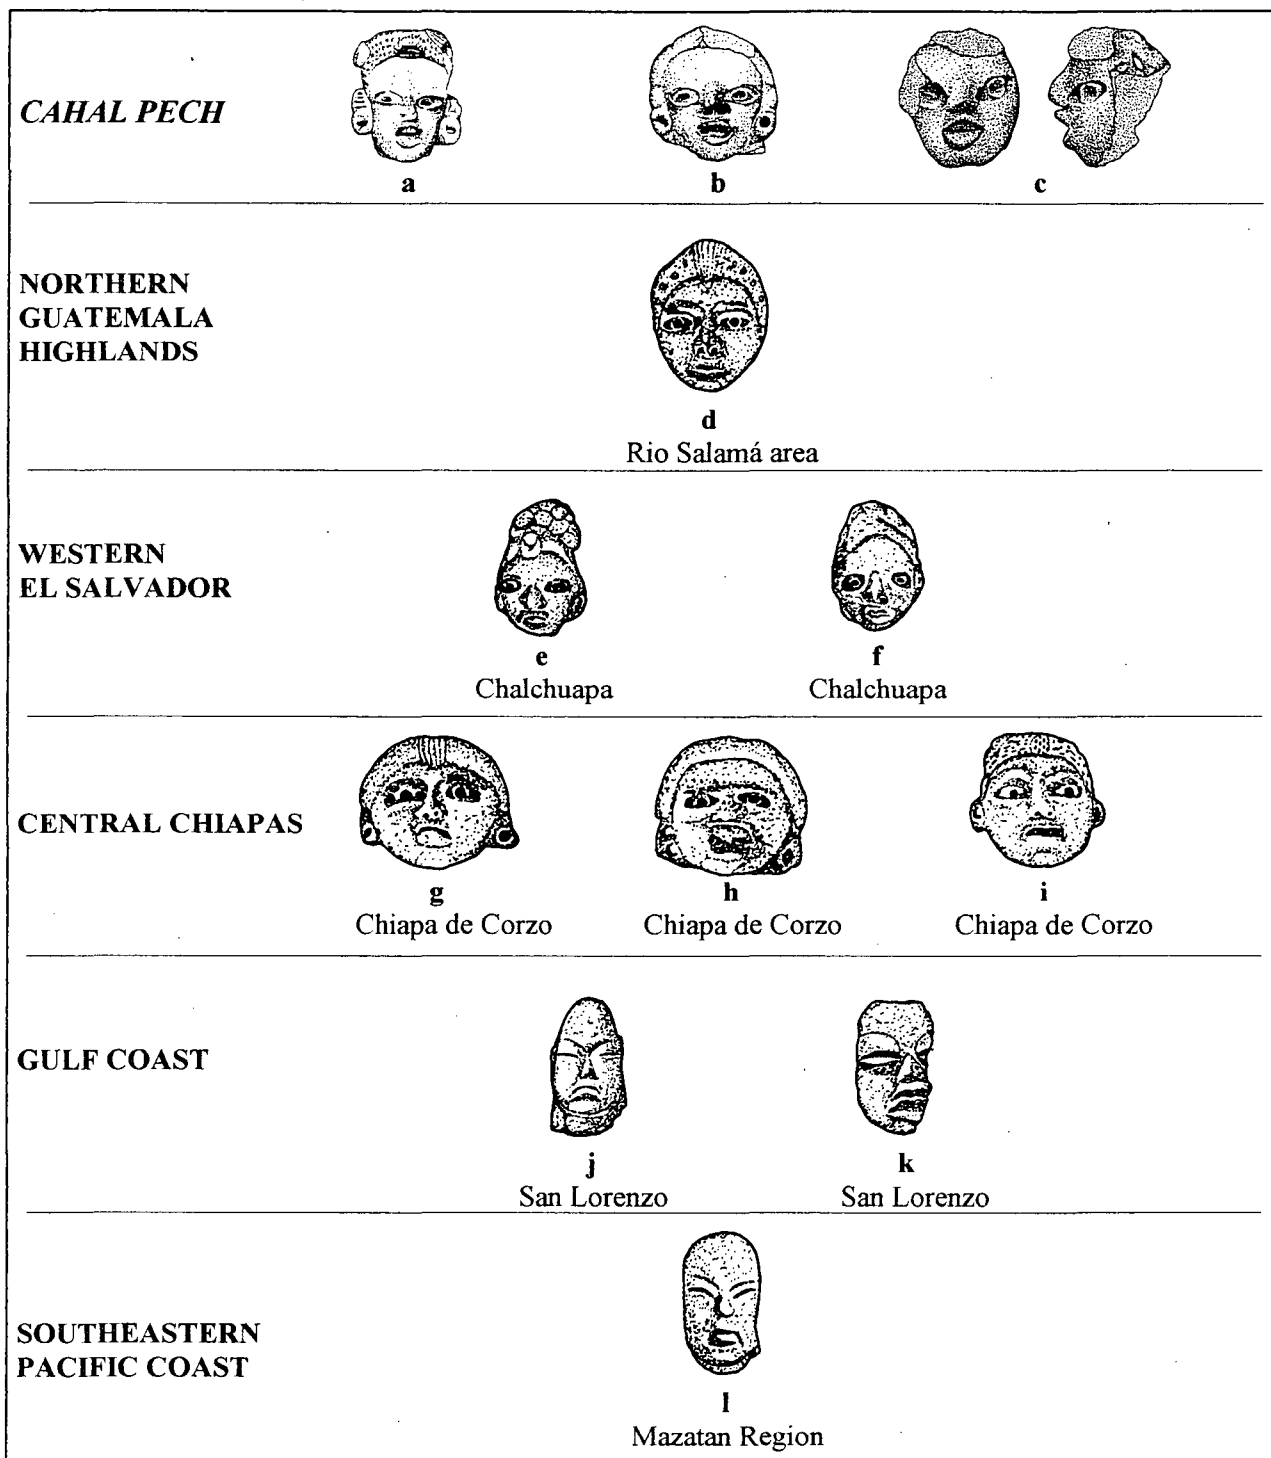 CAHAL PECH
a b c
NORTHERN
GUATEMALA
HIGHLANDS
d
Rio Salamá area
WESTERN
EL SALVADOR
e f
Chalchuapa Chalchuapa
CENTRAL CHIAPAS
g h i
Chiapa de Corzo Chiapa de Corzo Chiapa de Corzo
GULF COAST
j k
San Lorenzo San Lorenzo
SOUTHEASTERN
PACIFIC COAST
l
Mazatan Region